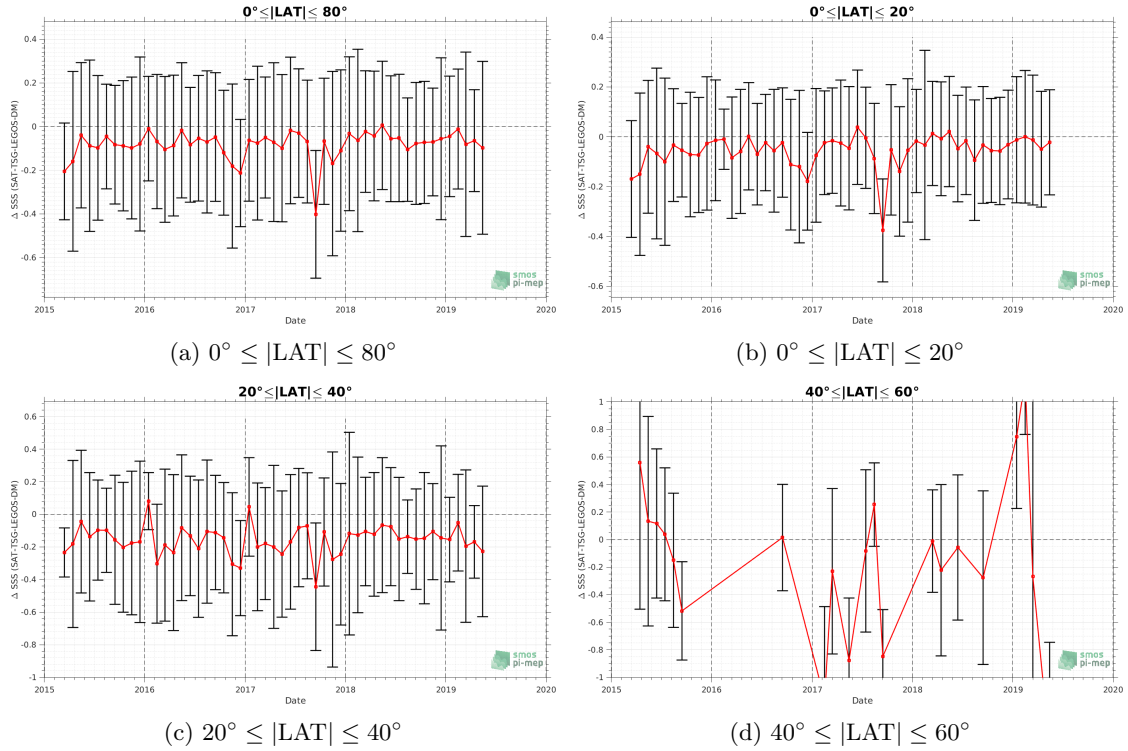 0°≤|LAT|≤ 80°
Δ SSS (SAT-TSG-LEGOS-DM)
0.4
0.2
0
-0.2
-0.4
-0.6
2015
2016
2017
2018
2019
2020
Date
smos
pi-mep
(a) 0° ≤ |LAT| ≤ 80°
0°≤|LAT|≤ 20°
Δ SSS (SAT-TSG-LEGOS-DM)
0.4
0.2
0
-0.2
-0.4
-0.6
2015
2016
2017
2018
2019
2020
Date
smos
pi-mep
(b) 0° ≤ |LAT| ≤ 20°
20°≤|LAT|≤ 40°
Δ SSS (SAT-TSG-LEGOS-DM)
0.6
0.4
0.2
0
-0.2
-0.4
-0.6
-0.8
-1
2015
2016
2017
2018
2019
2020
Date
smos
pi-mep
(c) 20° ≤ |LAT| ≤ 40°
40°≤|LAT|≤ 60°
Δ SSS (SAT-TSG-LEGOS-DM)
1
0.8
0.6
0.4
0.2
0
-0.2
-0.4
-0.6
-0.8
-1
2015
2016
2017
2018
2019
2020
Date
smos
pi-mep
(d) 40° ≤ |LAT| ≤ 60°